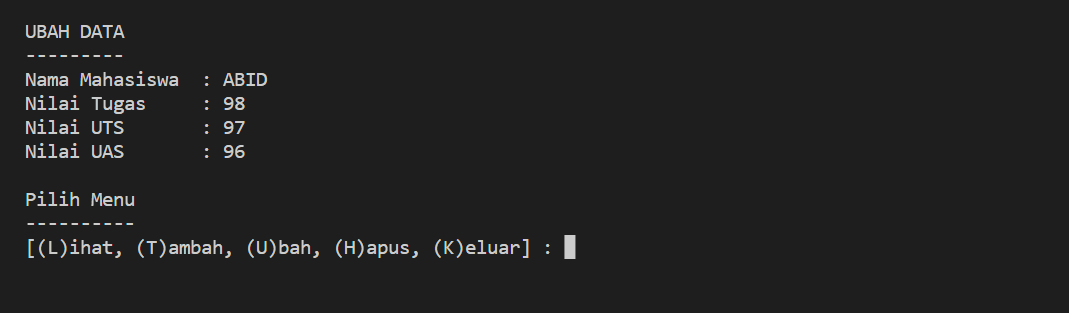 UBAH DATA
---------
Nama Mahasiswa  : ABID
Nilai Tugas     : 98
Nilai UTS       : 97
Nilai UAS       : 96
Pilih Menu
----------
[(L)ihat, (T)ambah, (U)bah, (H)apus, (K)eluar] :